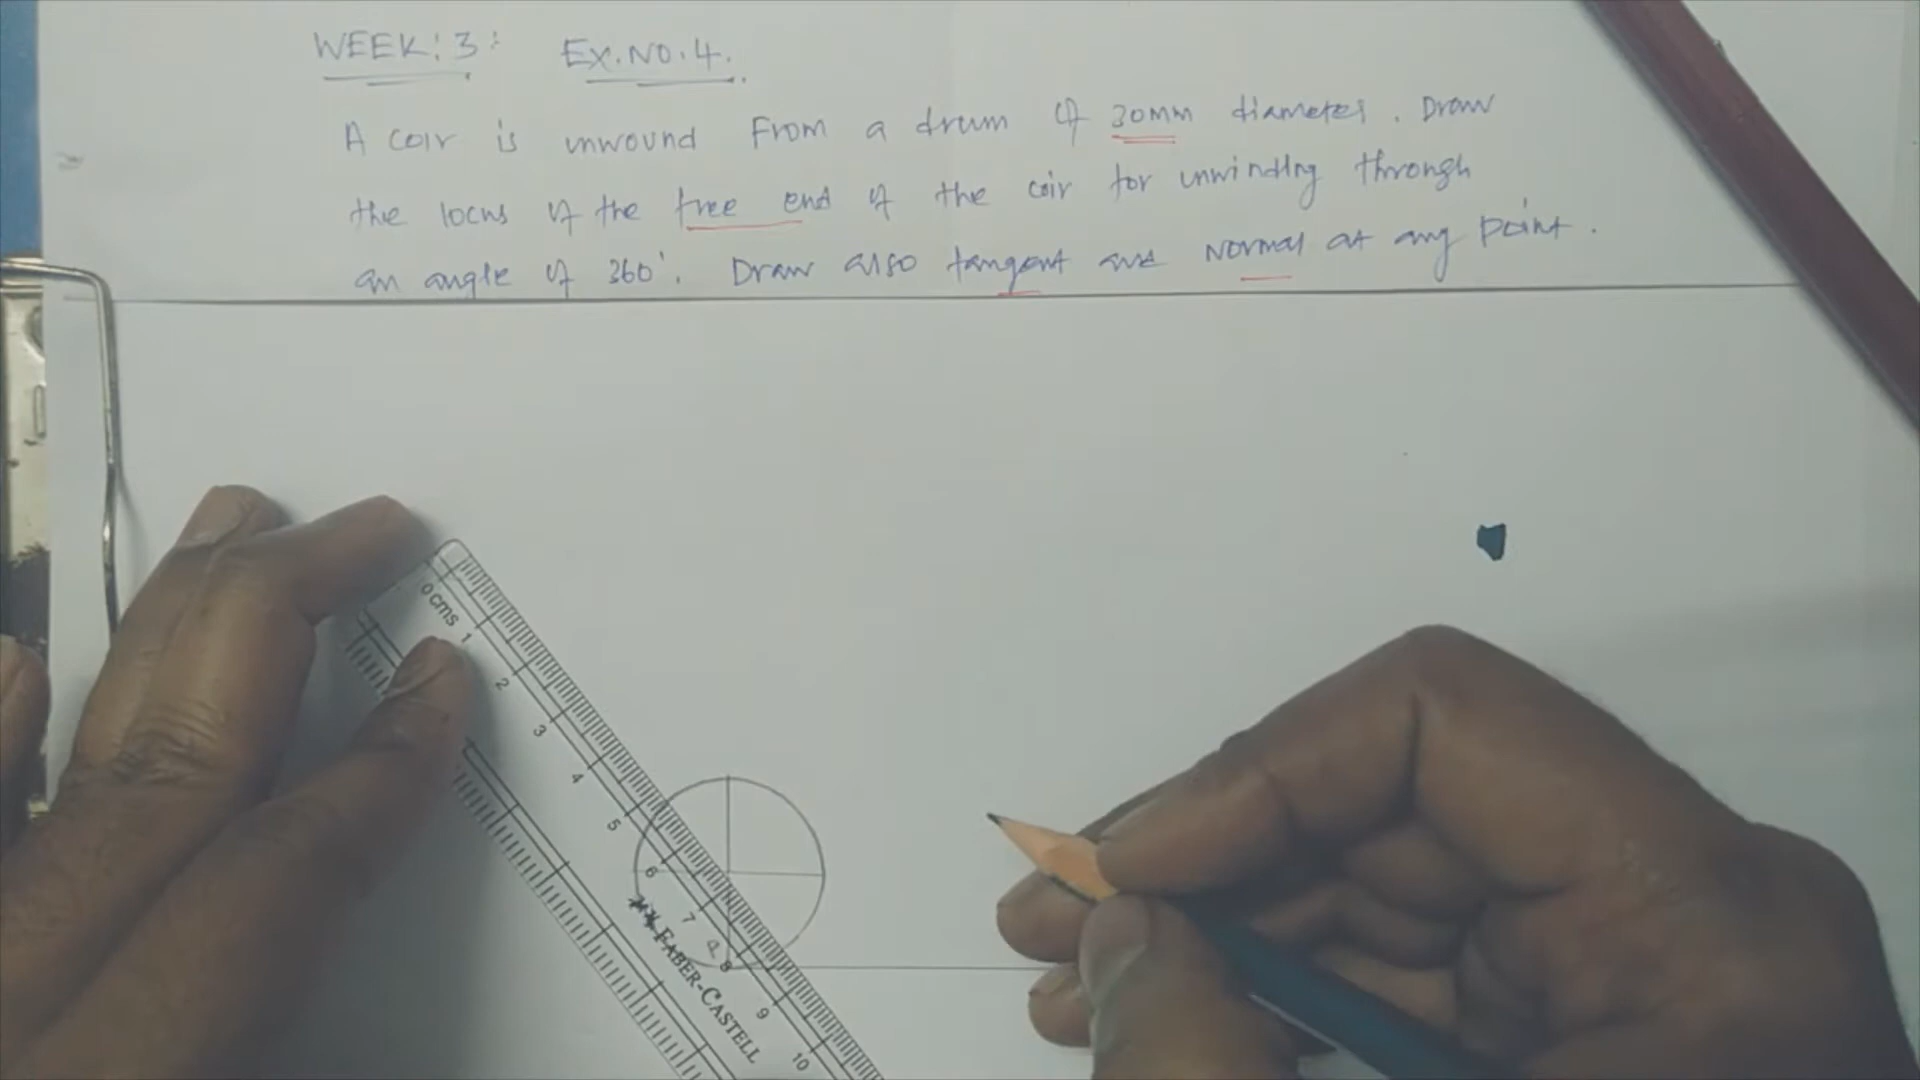 WEEK: 3: Ex. No. 4.
A coir is unwound From a drum of 30mm diameter. Draw
the locus of the free end of the coir for unwinding through
an angle of 360°. Draw also tangent and Normal at any point.
0 cms 1 2 3 4 5 6 7 8 9 10
FABER-CASTELL